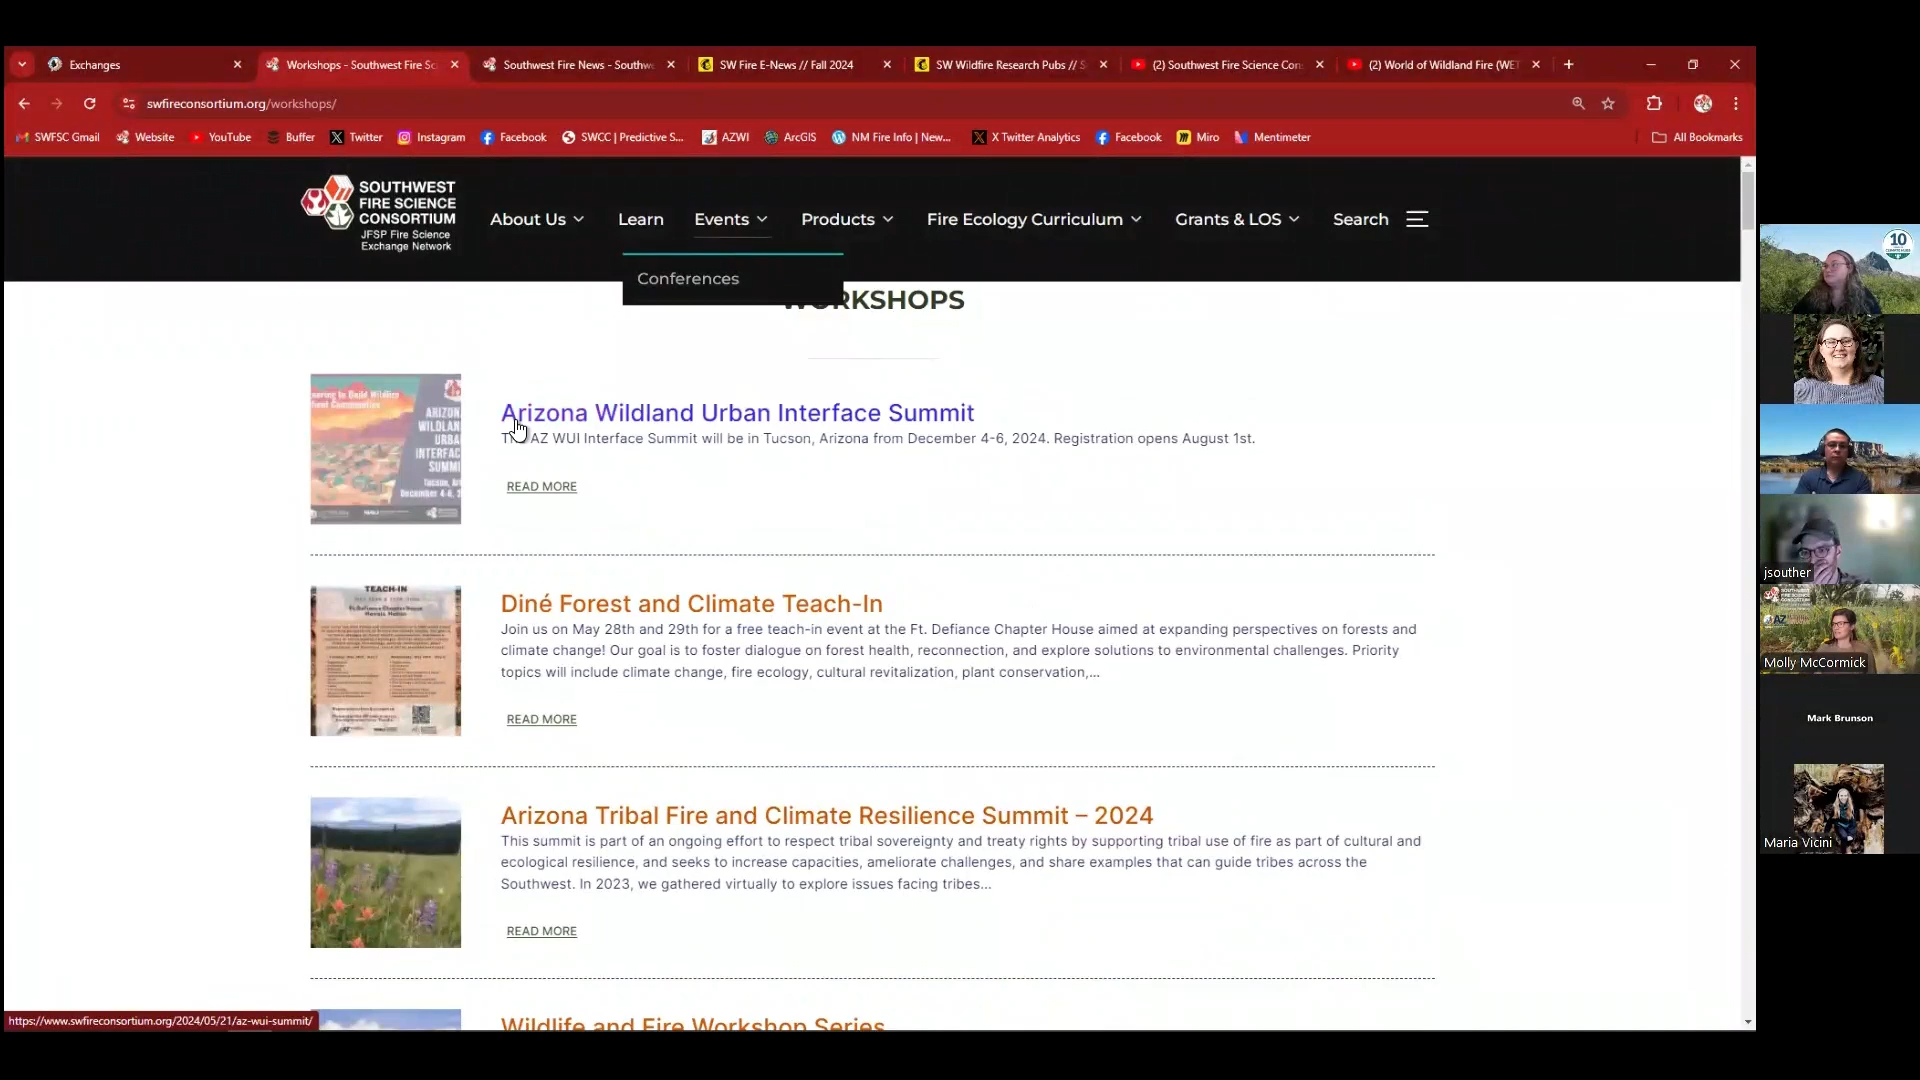 Exchanges
Workshops - Southwest Fire Sc
Southwest Fire News - Southw
SW Fire E-News // Fall 2024
SW Wildfire Research Pubs // S
(2) Southwest Fire Science Con
(2) World of Wildland Fire (WET
swfireconsortium.org/workshops/
SWFSC Gmail
Website
YouTube
Buffer
Twitter
Instagram
Facebook
SWCC | Predictive S...
AZWI
ArcGIS
NM Fire Info | New...
X Twitter Analytics
Facebook
Miro
Mentimeter
All Bookmarks
SOUTHWEST
FIRE SCIENCE
CONSORTIUM
JFSP Fire Science
Exchange Network
About Us
Learn
Events
Products
Fire Ecology Curriculum
Grants & LOS
Search
Conferences
WORKSHOPS
ARIZONA
WILDLAND
URBAN
INTERFACE
SUMMIT
Arizona Wildland Urban Interface Summit
AZ WUI Interface Summit will be in Tucson, Arizona from December 4-6, 2024. Registration opens August 1st.
READ MORE
TEACH-IN
Diné Forest and Climate Teach-In
Join us on May 28th and 29th for a free teach-in event at the Ft. Defiance Chapter House aimed at expanding perspectives on forests and
climate change! Our goal is to foster dialogue on forest health, reconnection, and explore solutions to environmental challenges. Priority
topics will include climate change, fire ecology, cultural revitalization, plant conservation,...
READ MORE
Arizona Tribal Fire and Climate Resilience Summit – 2024
This summit is part of an ongoing effort to respect tribal sovereignty and treaty rights by supporting tribal use of fire as part of cultural and
ecological resilience, and seeks to increase capacities, ameliorate challenges, and share examples that can guide tribes across the
Southwest. In 2023, we gathered virtually to explore issues facing tribes...
READ MORE
Wildlife and Fire Workshop Series
https://www.swfireconsortium.org/2024/05/21/az-wui-summit/
10
jsouther
Molly McCormick
Mark Brunson
Maria Vicini